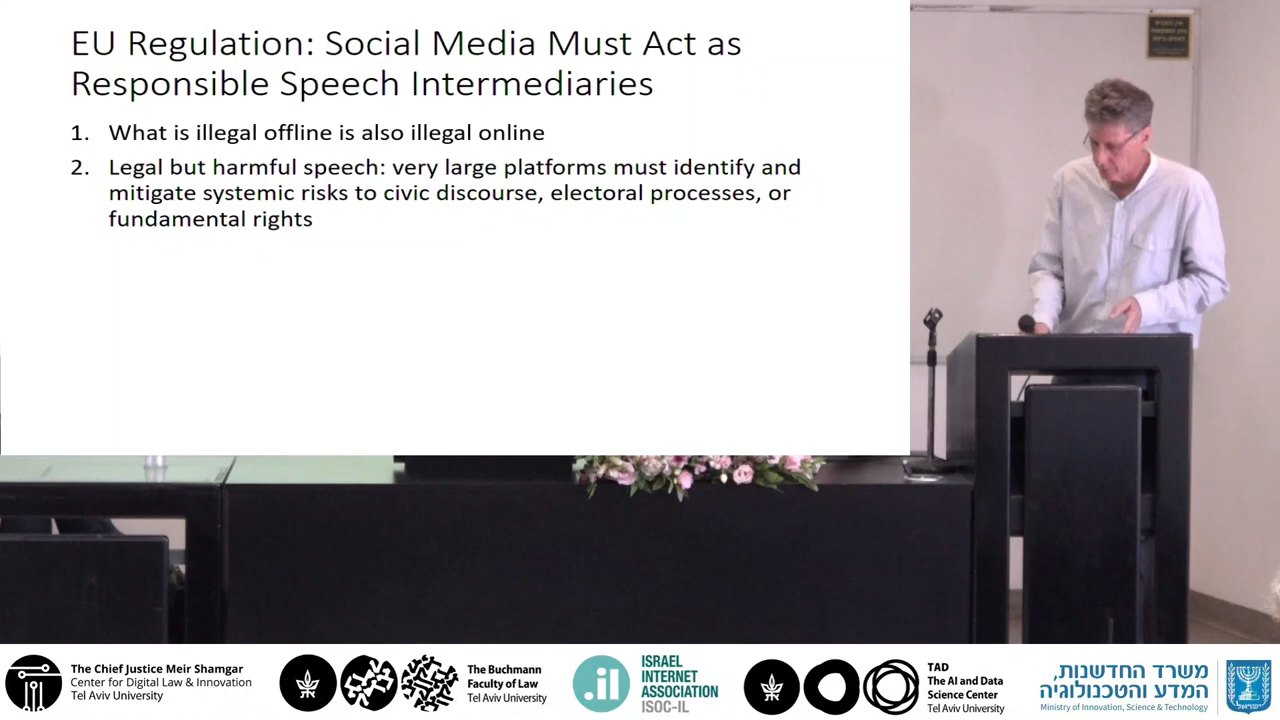 EU Regulation: Social Media Must Act as
Responsible Speech Intermediaries
1. What is illegal offline is also illegal online
2. Legal but harmful speech: very large platforms must identify and
mitigate systemic risks to civic discourse, electoral processes, or
fundamental rights
The Chief Justice Meir Shamgar
Center for Digital Law & Innovation
Tel Aviv University
The Buchmann
Faculty of Law
Tel Aviv University
.il
ISRAEL
INTERNET
ASSOCIATION
ISOC-IL
TAD
The AI and Data
Science Center
Tel Aviv University
משרד החדשנות,
המדע והטכנולוגיה
Ministry of Innovation, Science & Technology